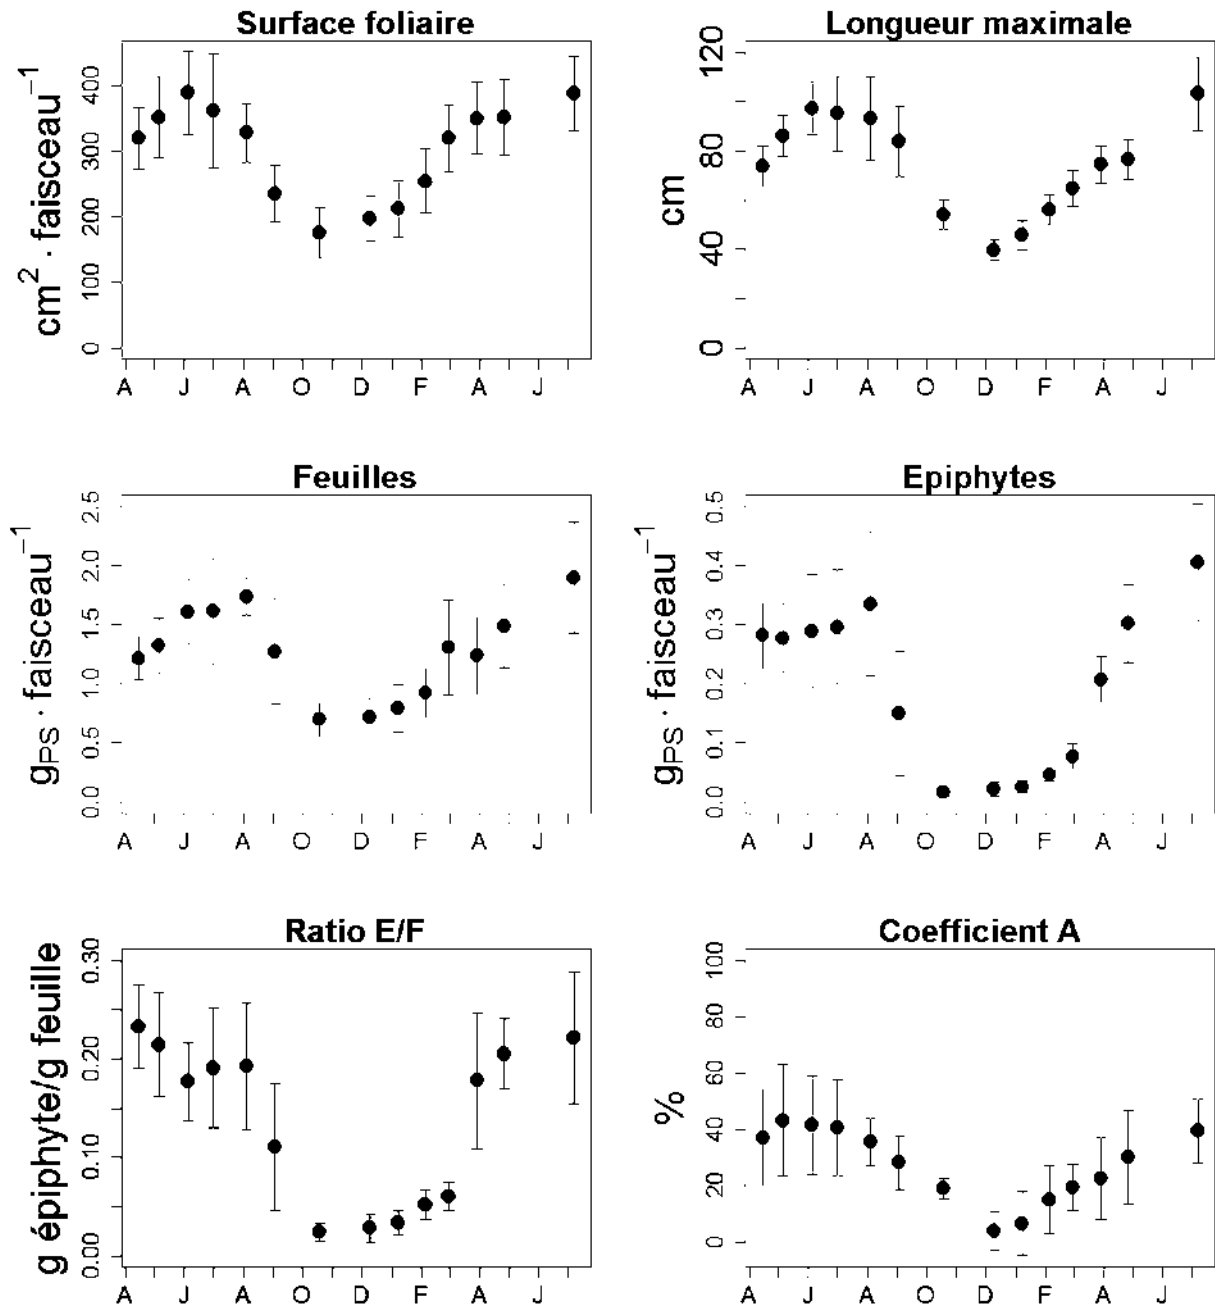 Surface foliaire
cm² · faisceau⁻¹
400
300
200
100
0
A J A O D F A J
Longueur maximale
cm
120
80
40
0
A J A O D F A J
Feuilles
gPS · faisceau⁻¹
2.5
2.0
1.5
1.0
0.5
0.0
A J A O D F A J
Epiphytes
gPS · faisceau⁻¹
0.5
0.4
0.3
0.2
0.1
0.0
A J A O D F A J
Ratio E/F
g épiphyte/g feuille
0.30
0.20
0.10
0.00
A J A O D F A J
Coefficient A
%
100
80
60
40
20
0
A J A O D F A J